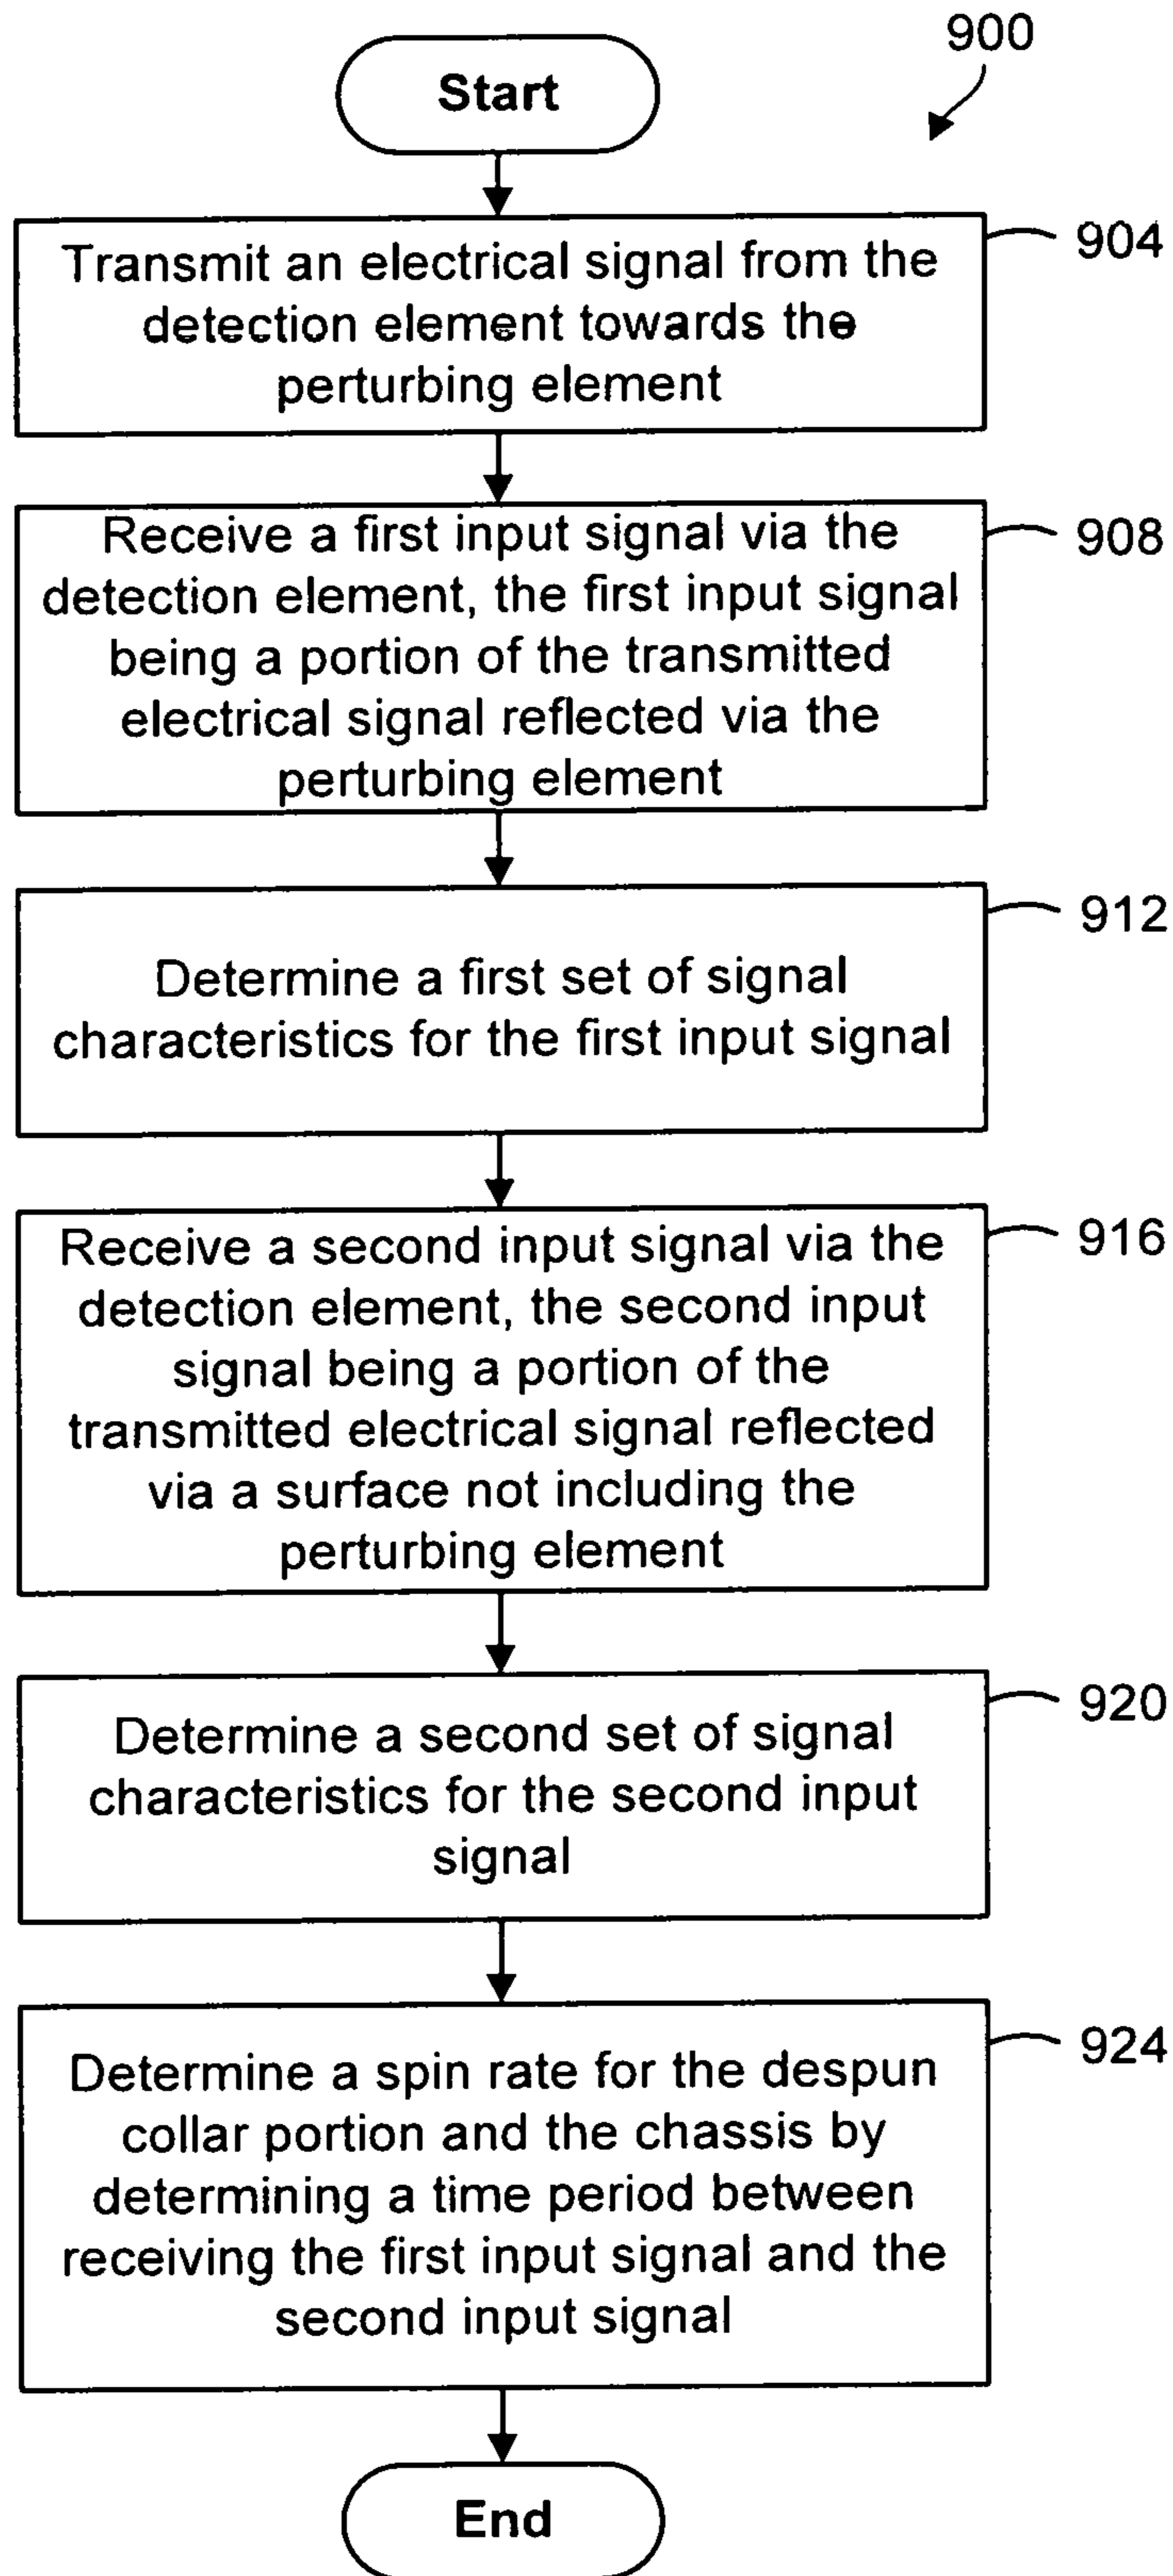 900
Start
904
Transmit an electrical signal from the
detection element towards the
perturbing element
908
Receive a first input signal via the
detection element, the first input signal
being a portion of the transmitted
electrical signal reflected via the
perturbing element
912
Determine a first set of signal
characteristics for the first input signal
916
Receive a second input signal via the
detection element, the second input
signal being a portion of the
transmitted electrical signal reflected
via a surface not including the
perturbing element
920
Determine a second set of signal
characteristics for the second input
signal
924
Determine a spin rate for the despun
collar portion and the chassis by
determining a time period between
receiving the first input signal and the
second input signal
End